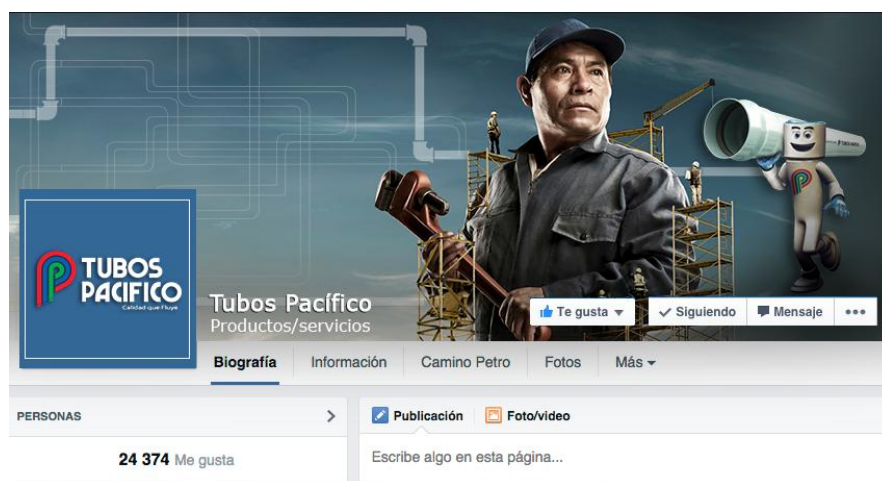 TUBOS
PACIFICO
Calidad que Fluye
Tubos Pacífico
Productos/servicios
Te gusta
Siguiendo
Mensaje
Biografía
Información
Camino Petro
Fotos
Más
PERSONAS
24 374 Me gusta
Publicación
Foto/video
Escribe algo en esta página...